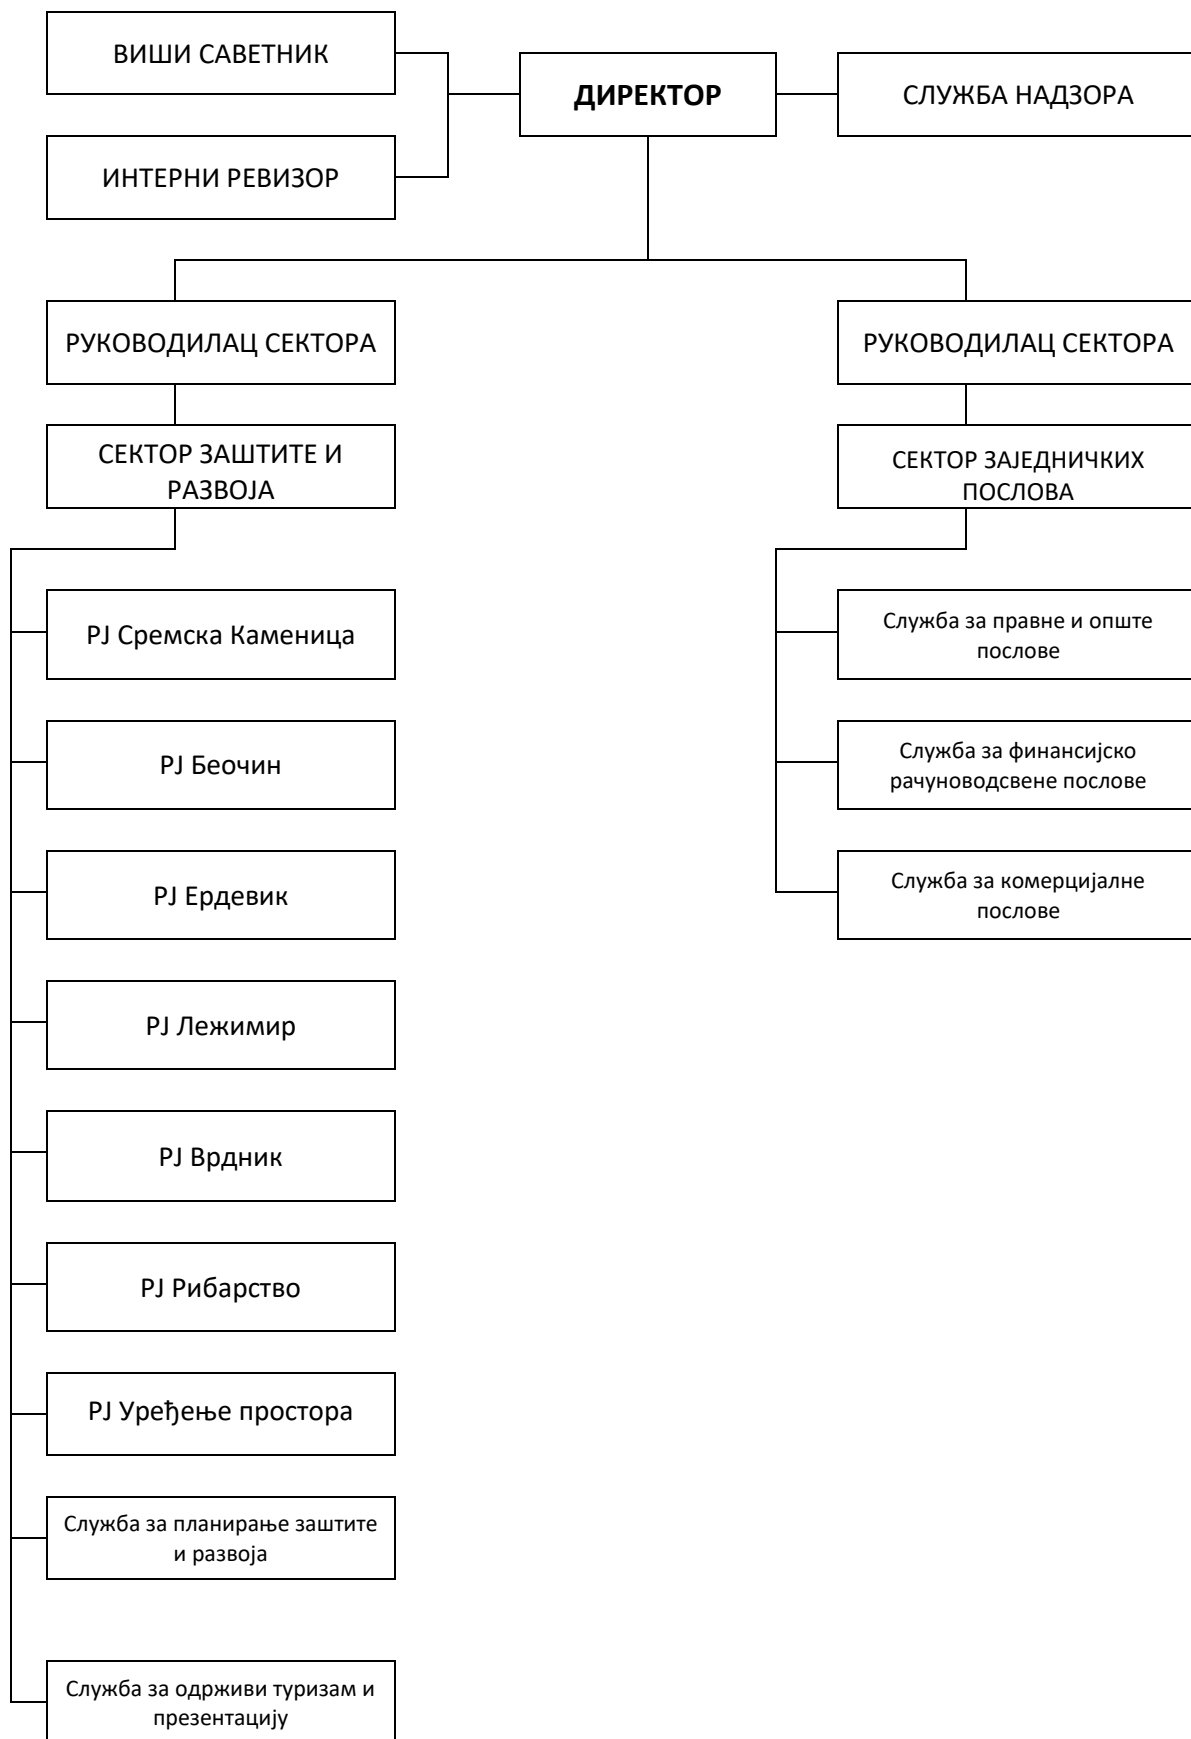 ВИШИ САВЕТНИК
ДИРЕКТОР
СЛУЖБА НАДЗОРА
ИНТЕРНИ РЕВИЗОР
РУКОВОДИЛАЦ СЕКТОРА
РУКОВОДИЛАЦ СЕКТОРА
СЕКТОР ЗАШТИТЕ И
РАЗВОЈА
СЕКТОР ЗАЈЕДНИЧКИХ
ПОСЛОВА
РЈ Сремска Каменица
РЈ Беочин
РЈ Ердевик
РЈ Лежимир
РЈ Врдник
РЈ Рибарство
РЈ Уређење простора
Служба за планирање заштите
и развоја
Служба за одрживи туризам и
презентацију
Служба за правне и опште
послове
Служба за финансијско
рачуноводсвене послове
Служба за комерцијалне
послове